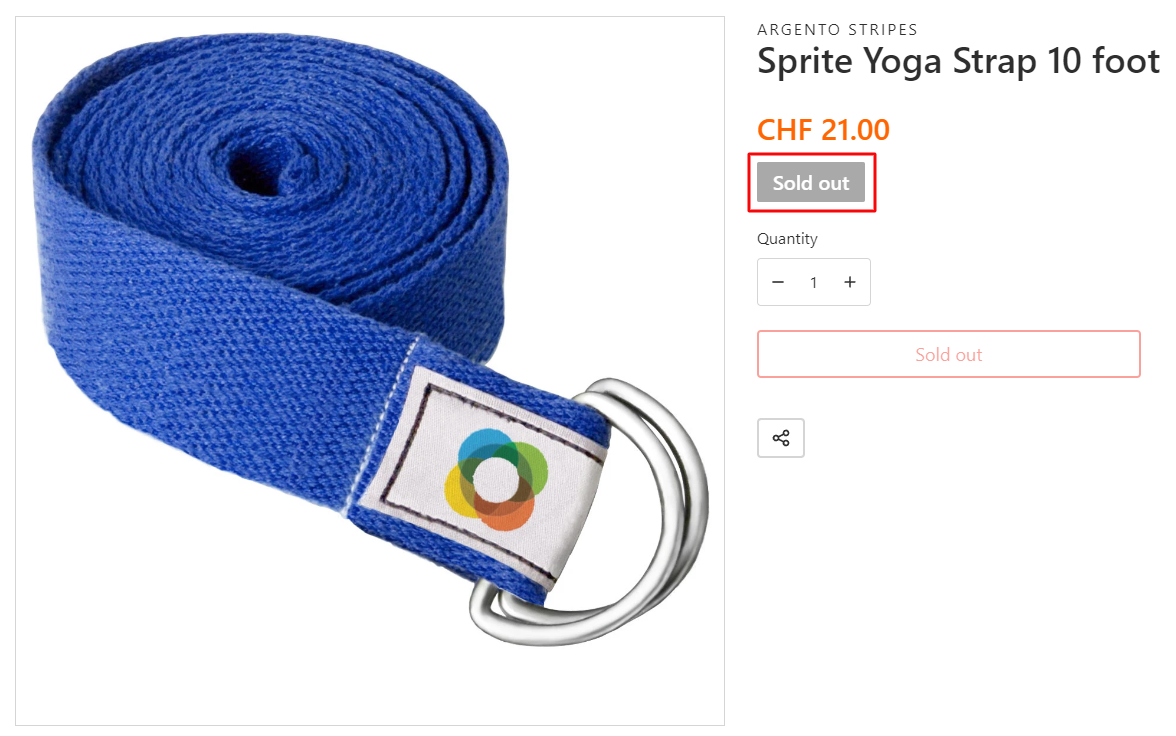 ARGENTO STRIPES
Sprite Yoga Strap 10 foot
CHF 21.00
Sold out
Quantity
− 1 +
Sold out